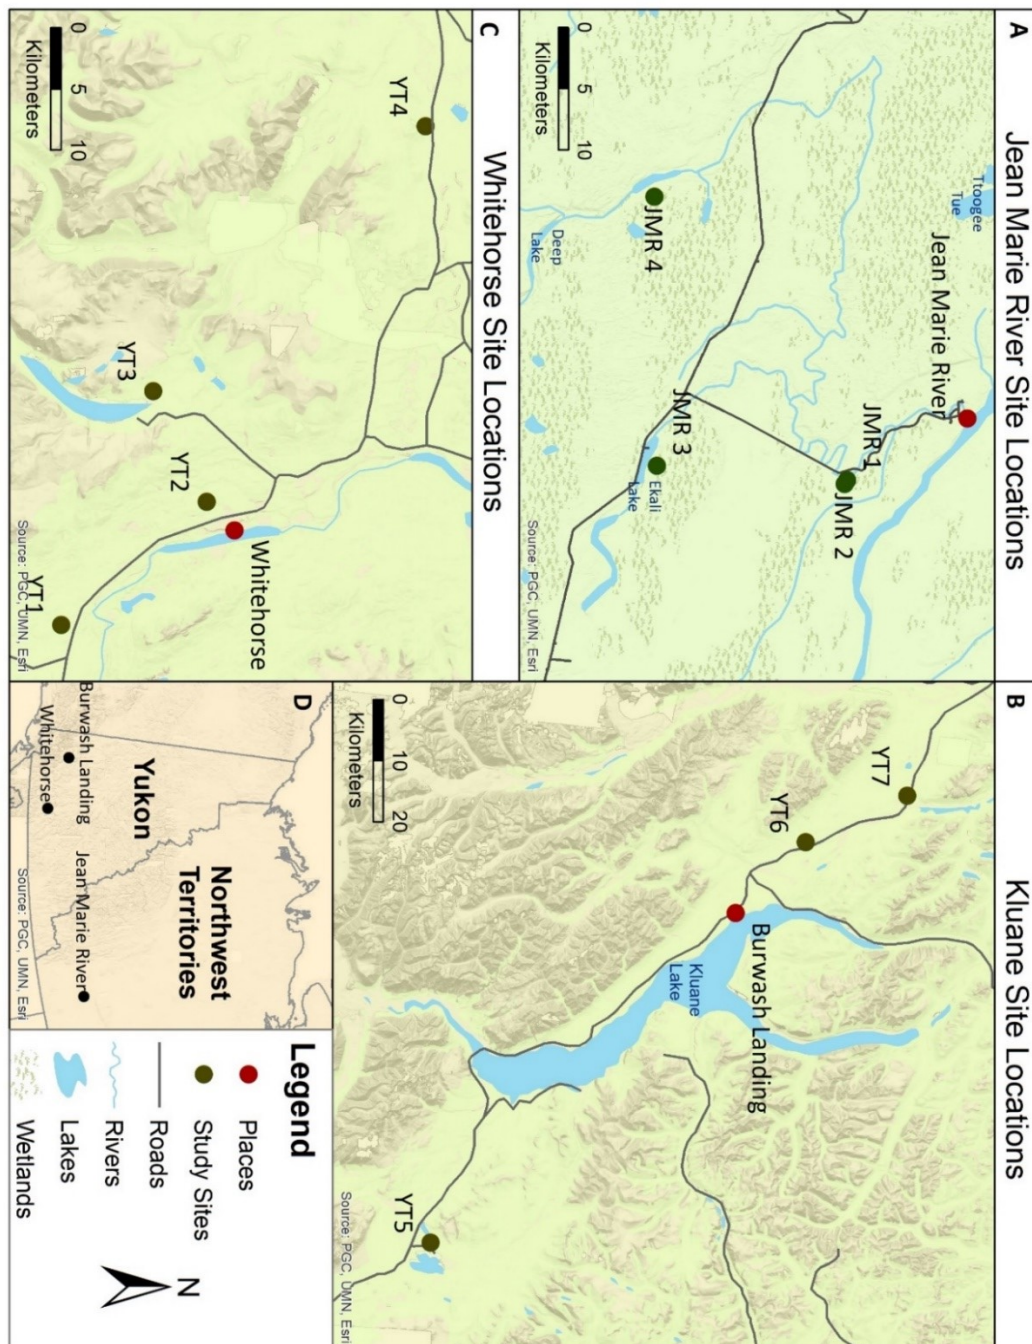 Jean Marie River Site Locations
A
Ttoogee
Tue
Jean Marie River
JMR 1
JMR 2
JMR 3
JMR 4
Ekali
Lake
Deep
Lake
0 5 10
Kilometers
Source: PGC, UMN, Esri
Kluane Site Locations
B
YT7
YT6
Burwash Landing
Kluane
Lake
YT5
0 10 20
Kilometers
Source: PGC, UMN, Esri
Whitehorse Site Locations
C
0 5 10
Kilometers
YT4
YT3
YT2
Whitehorse
YT1
Source: PGC, UMN, Esri
D
Northwest
Territories
Yukon
Burwash Landing
Jean Marie River
Whitehorse
Source: PGC, UMN, Esri
Legend
Places
Study Sites
Roads
Rivers
Lakes
Wetlands
N